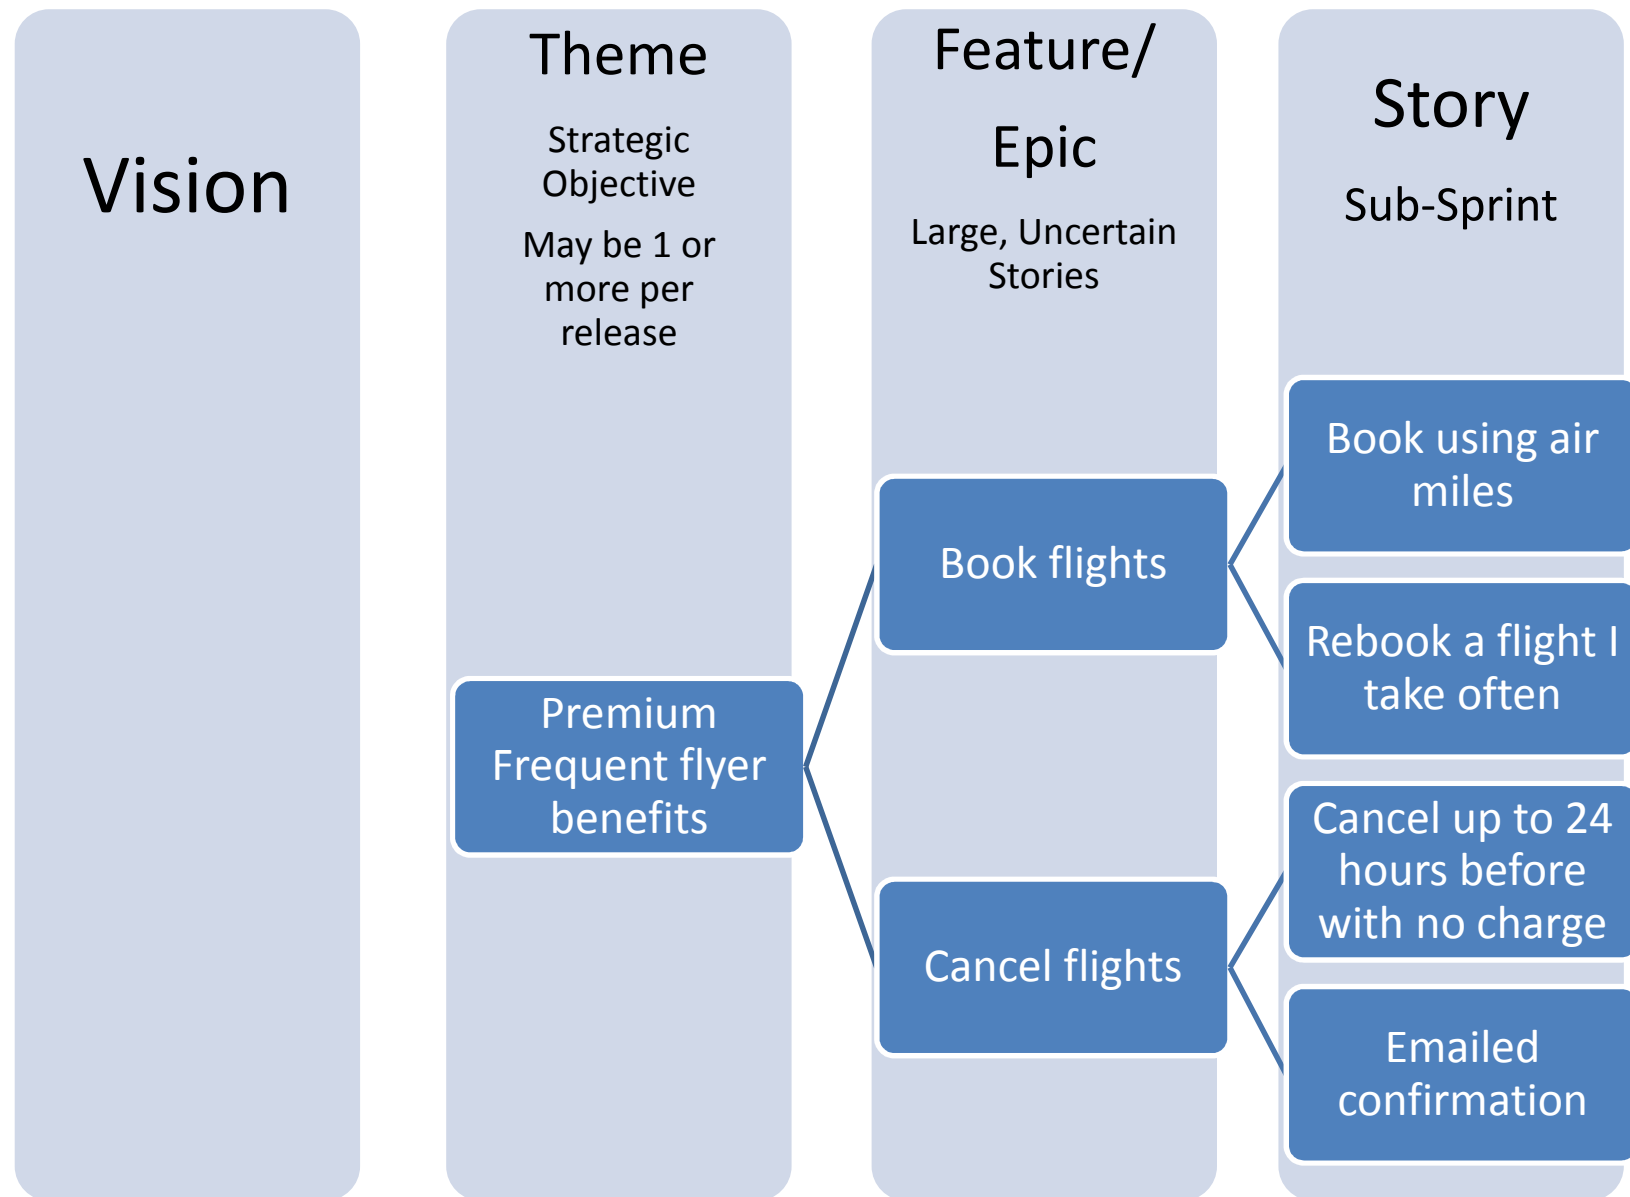 Vision
Theme
Strategic
Objective
May be 1 or
more per
release
Feature/
Epic
Large, Uncertain
Stories
Story
Sub-Sprint
Premium
Frequent flyer
benefits
Book flights
Cancel flights
Book using air
miles
Rebook a flight I
take often
Cancel up to 24
hours before
with no charge
Emailed
confirmation